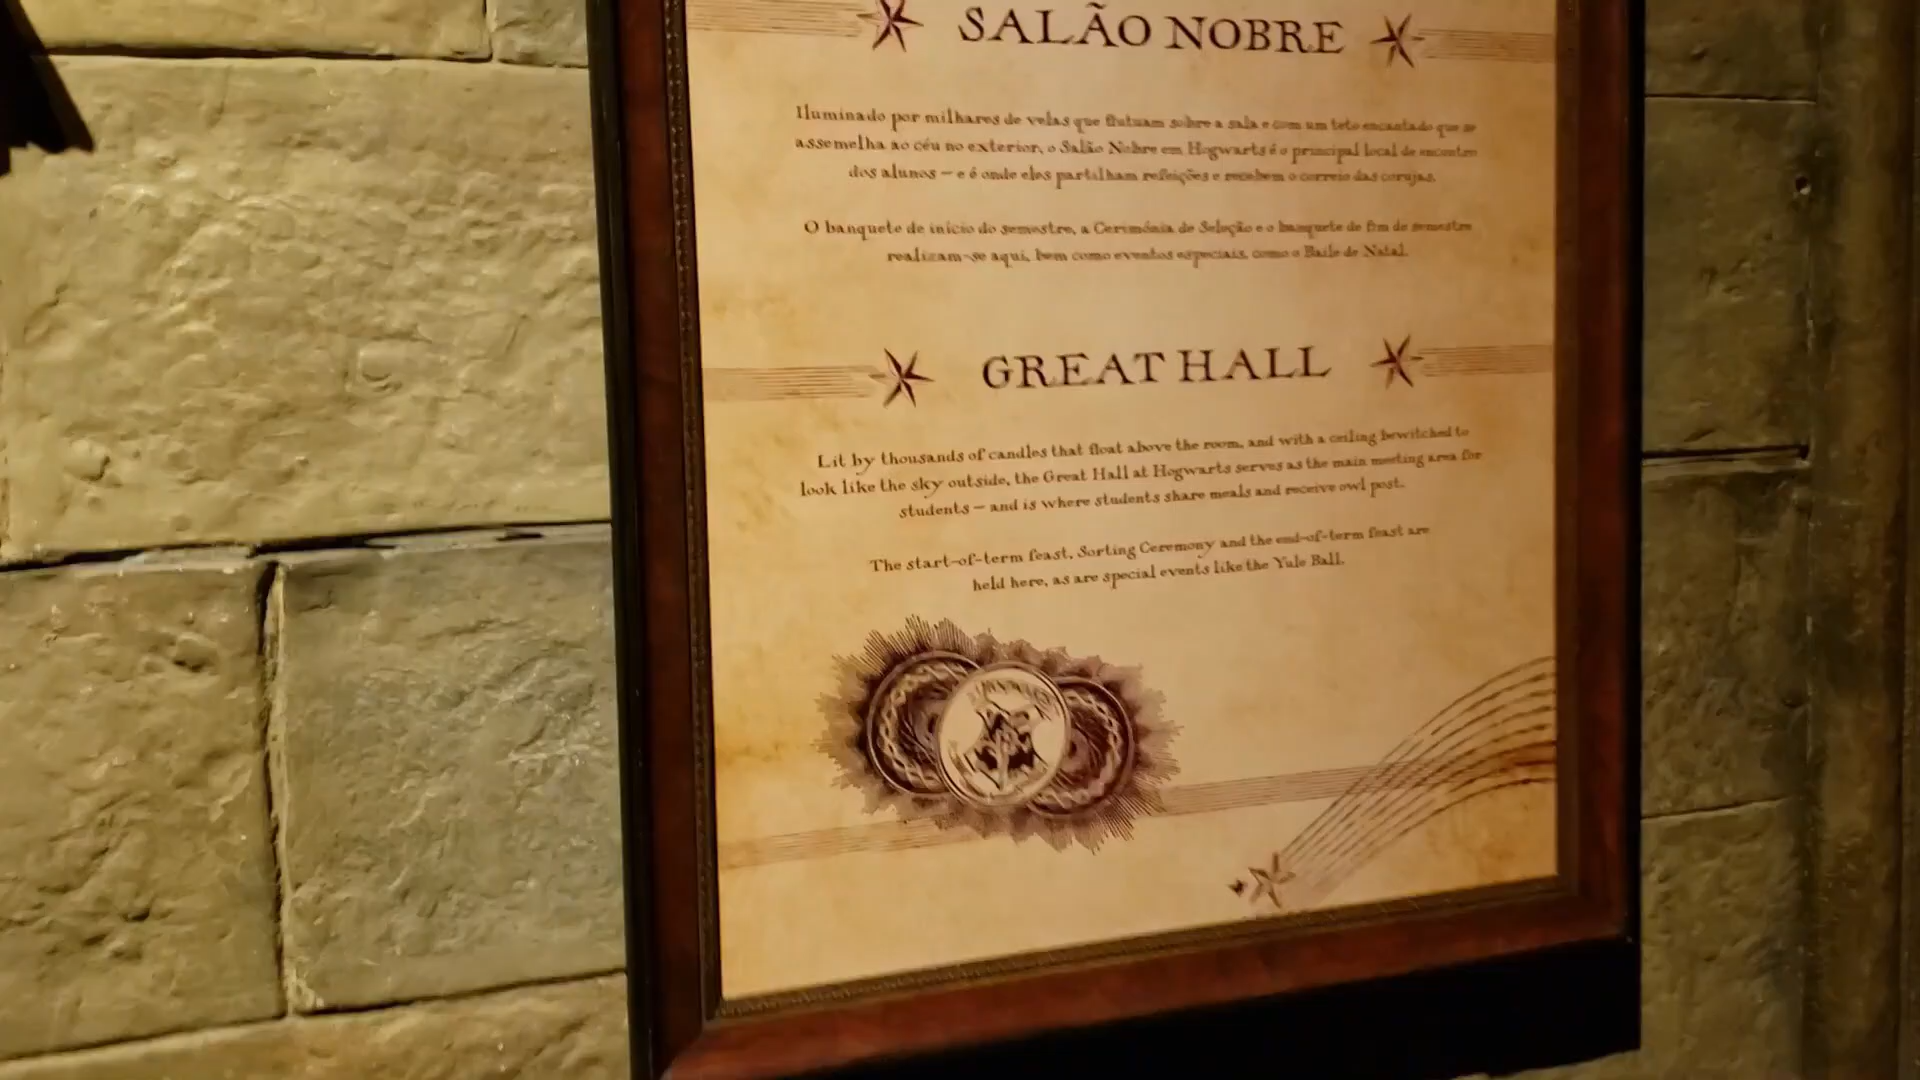 SALÃO NOBRE
Iluminado por milhares de velas que flutuam sobre a sala e com um teto encantado que se
assemelha ao céu no exterior, o Salão Nobre em Hogwarts é o principal local de encontro
dos alunos – e é onde eles partilham refeições e recebem o correio das corujas.
O banquete de início do semestre, a Cerimónia de Seleção e o banquete de fim de semestre
realizam-se aqui, bem como eventos especiais, como o Baile de Natal.
GREAT HALL
Lit by thousands of candles that float above the room, and with a ceiling bewitched to
look like the sky outside, the Great Hall at Hogwarts serves as the main meeting area for
students – and is where students share meals and receive owl post.
The start-of-term feast, Sorting Ceremony and the end-of-term feast are
held here, as are special events like the Yule Ball.
HOGWARTS